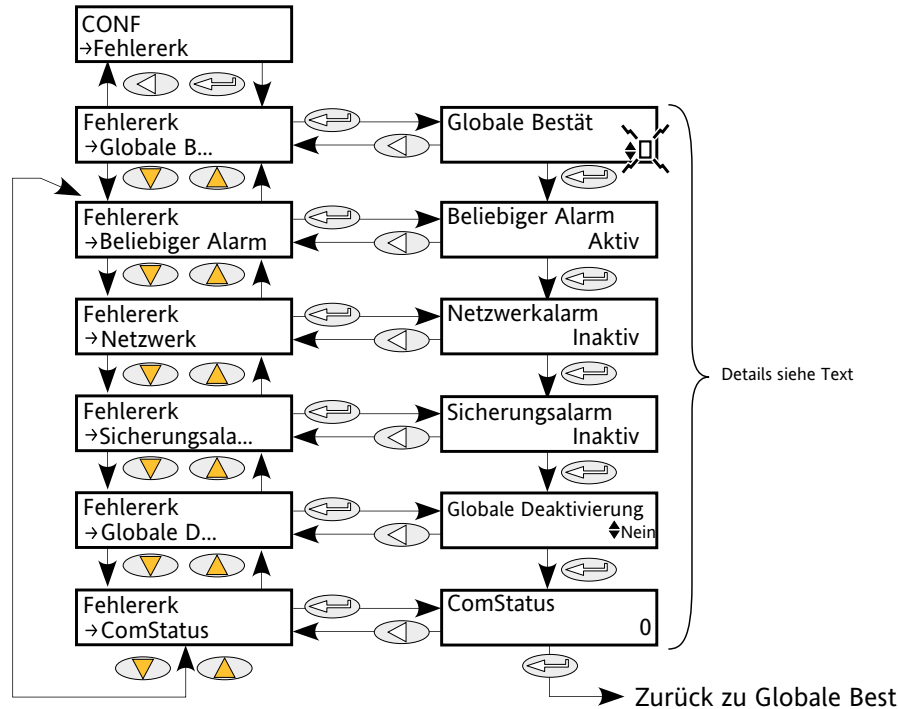 CONF
→Fehlererk
Fehlererk
→Globale B...
Globale Bestät
Fehlererk
→Beliebiger Alarm
Beliebiger Alarm
Aktiv
Fehlererk
→Netzwerk
Netzwerkalarm
Inaktiv
Fehlererk
→Sicherungsala...
Sicherungsalarm
Inaktiv
Fehlererk
→Globale D...
Globale Deaktivierung
Nein
Fehlererk
→ComStatus
ComStatus
0
Details siehe Text
Zurück zu Globale Best